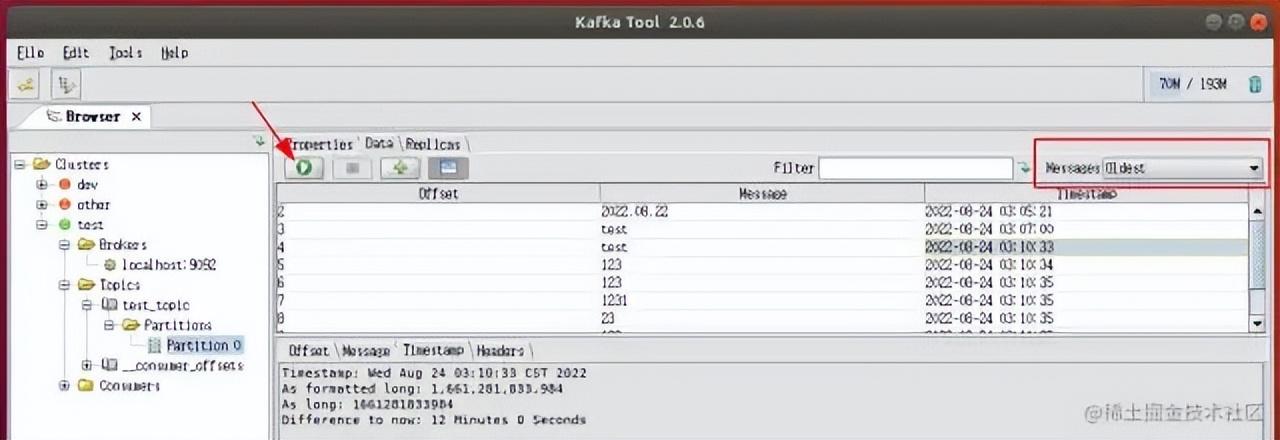 Kafka Tool 2.0.6
File Edit Tools Help
70M / 193M
Browser
Properties Data Replicas
Clusters
dev
other
test
Brokers
localhost:9092
Topics
test_topic
Partitions
Partition 0
__consumer_offsets
Consumers
Filter
Messages Oldest
Offset Message Timestamp
2 2022.08.22 2022-08-24 03:05:21
3 test 2022-08-24 03:07:00
4 test 2022-08-24 03:10:33
5 123 2022-08-24 03:10:34
6 123 2022-08-24 03:10:35
7 1231 2022-08-24 03:10:35
8 23 2022-08-24 03:10:35
Offset Message Timestamp Headers
Timestamp: Wed Aug 24 03:10:33 CST 2022
As formatted long: 1,661,281,833,984
As long: 1661281833984
Difference to now: 12 Minutes 0 Seconds
@稀土掘金技术社区